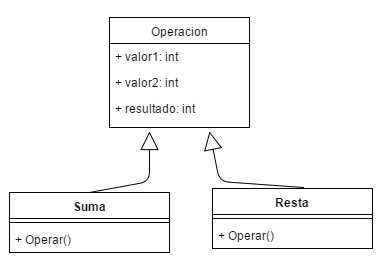 Operacion
+ valor1: int
+ valor2: int
+ resultado: int
Suma
+ Operar()
Resta
+ Operar()